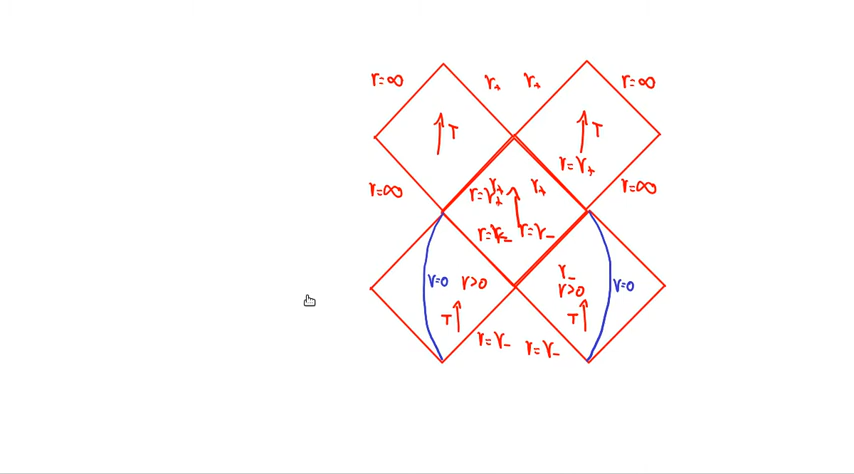 r=∞ r₊ r₊ r=∞
T T
r=r₊
r=∞ r=r₊ r₊ r₊ r=∞
r=r₋ r=r₋
r=0 r>0 r₋ r=0
r>0
T T
r=r₋ r=r₋